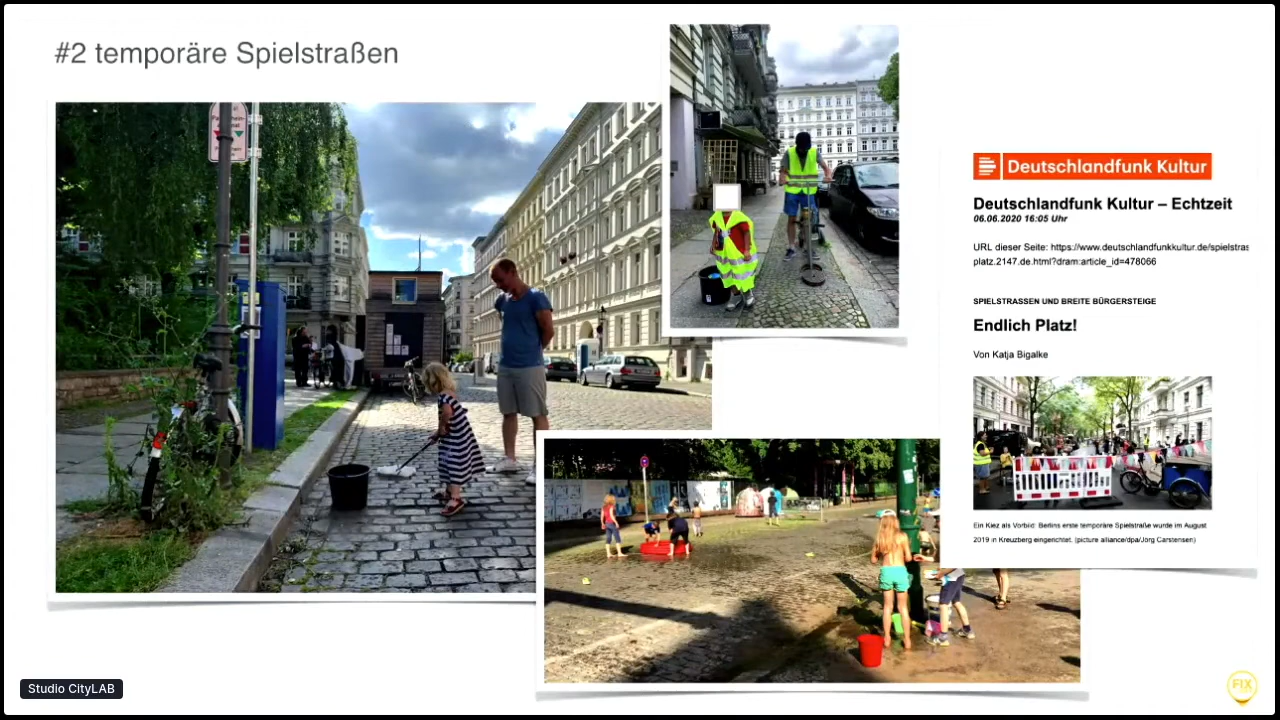 #2 temporäre Spielstraßen
Deutschlandfunk Kultur
Deutschlandfunk Kultur – Echtzeit
06.06.2020 16:05 Uhr
URL dieser Seite: https://www.deutschlandfunkkultur.de/spielstras
platz.2147.de.html?dram:article_id=478066
SPIELSTRASSEN UND BREITE BÜRGERSTEIGE
Endlich Platz!
Von Katja Bigalke
Ein Kiez als Vorbild: Berlins erste temporäre Spielstraße wurde im August
2019 in Kreuzberg eingerichtet. (picture alliance/dpa/Jörg Carstensen)
Studio CityLAB
FIX